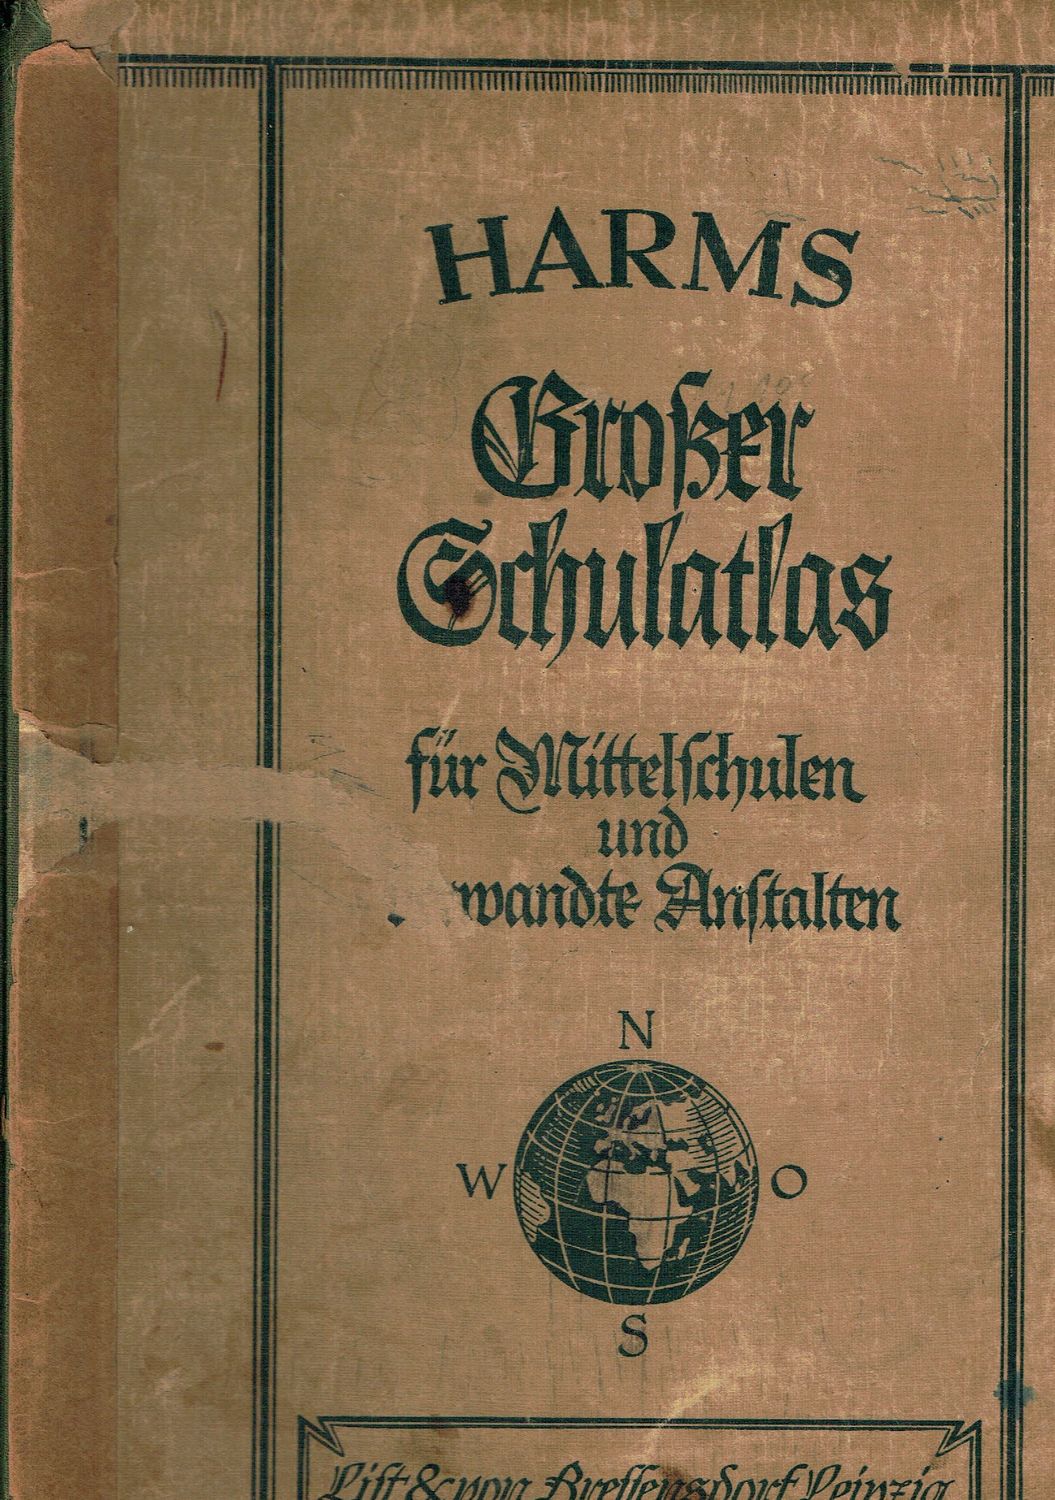 HARMS
Großer
Schulatlas
für Mittelschulen
und
wandte Anstalten
N
W O
S
List & von Bressensdorf Leipzig